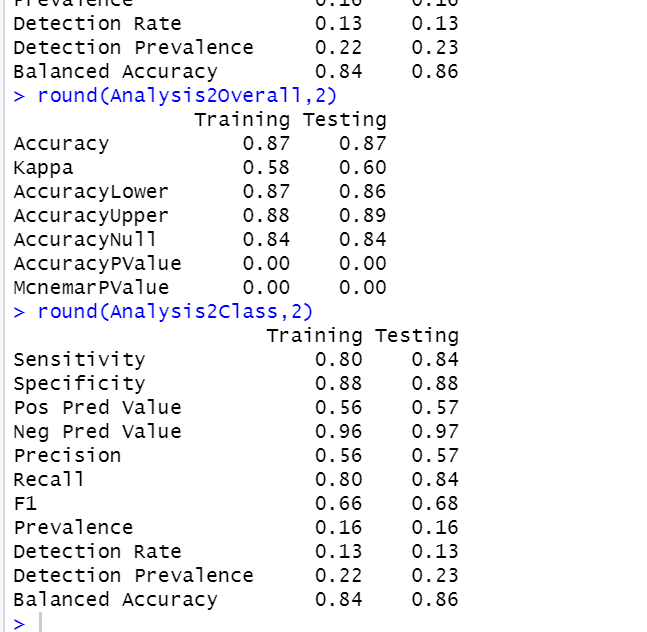 Prevalence 0.16 0.16
Detection Rate 0.13 0.13
Detection Prevalence 0.22 0.23
Balanced Accuracy 0.84 0.86
> round(Analysis2Overall,2)
Training Testing
Accuracy 0.87 0.87
Kappa 0.58 0.60
AccuracyLower 0.87 0.86
AccuracyUpper 0.88 0.89
AccuracyNull 0.84 0.84
AccuracyPValue 0.00 0.00
McnemarPValue 0.00 0.00
> round(Analysis2Class,2)
Training Testing
Sensitivity 0.80 0.84
Specificity 0.88 0.88
Pos Pred Value 0.56 0.57
Neg Pred Value 0.96 0.97
Precision 0.56 0.57
Recall 0.80 0.84
F1 0.66 0.68
Prevalence 0.16 0.16
Detection Rate 0.13 0.13
Detection Prevalence 0.22 0.23
Balanced Accuracy 0.84 0.86
>